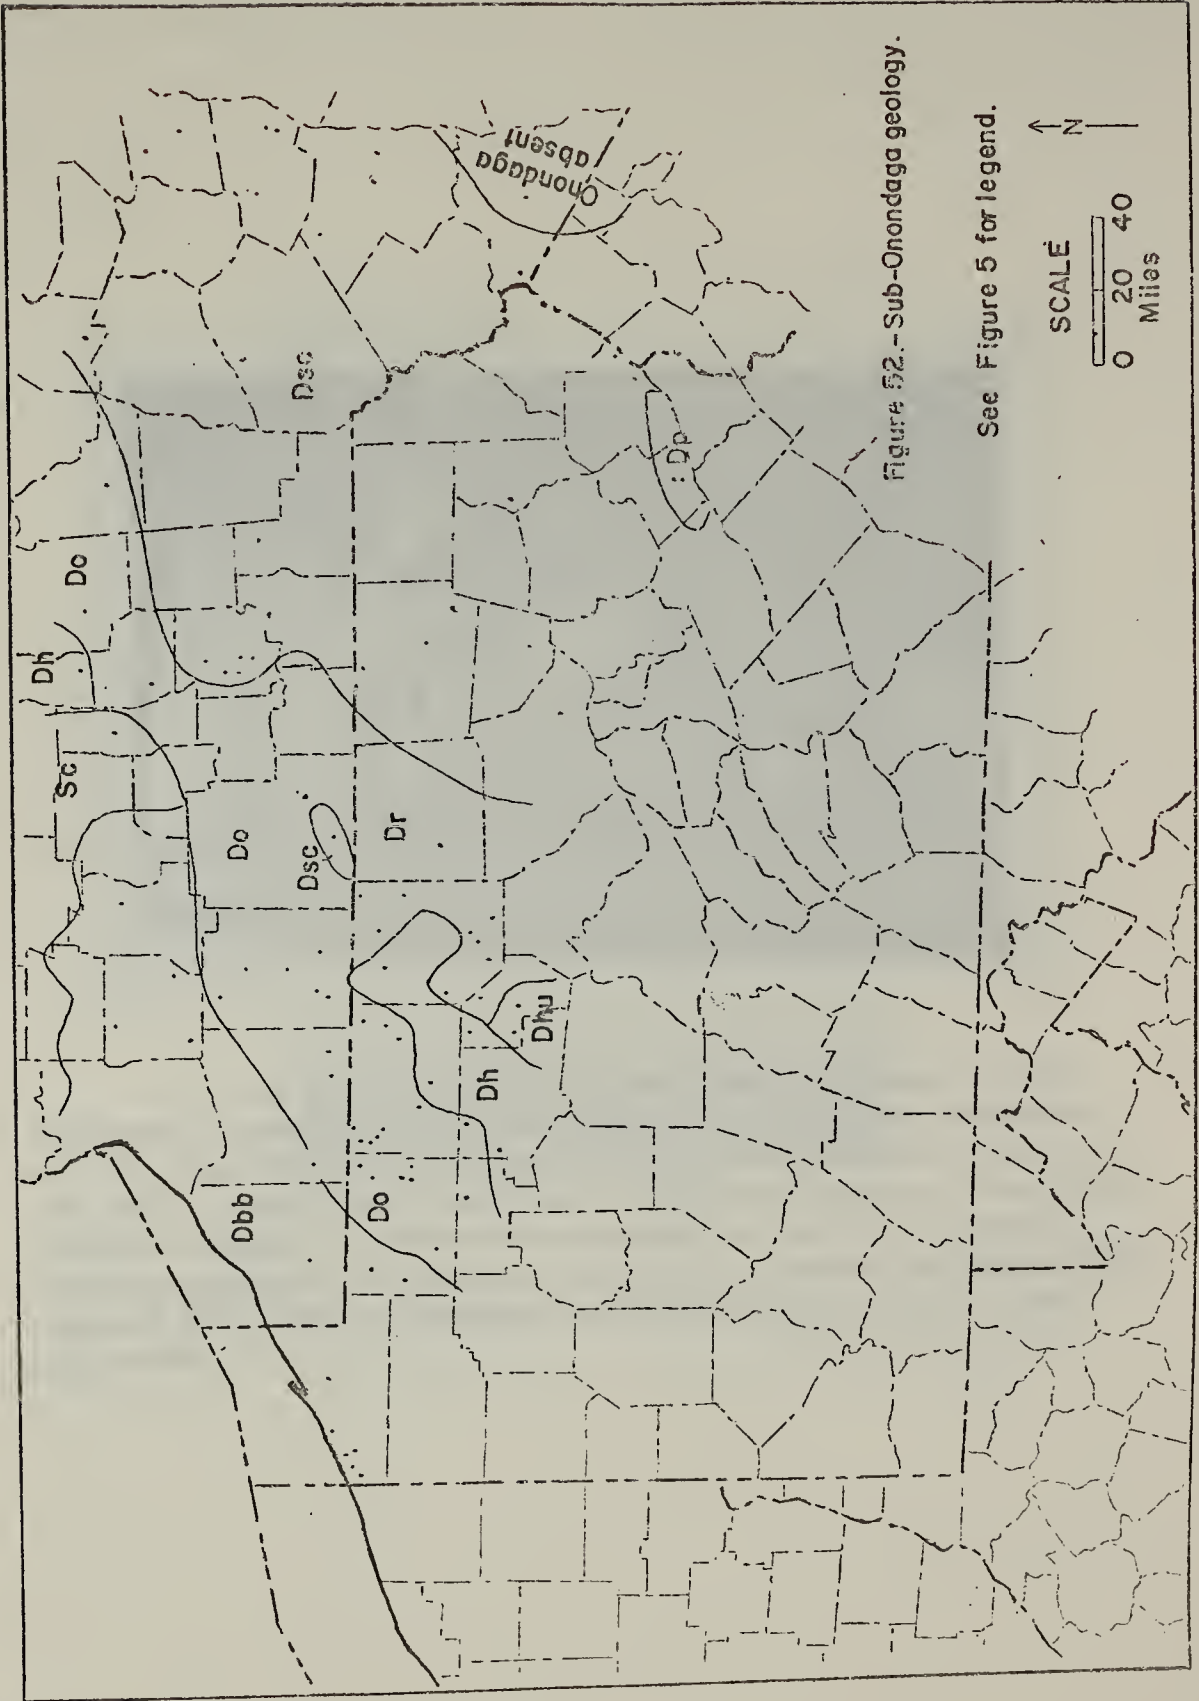 Sc
Dh
Do
Do
Dsc
Dsc
Dbb
Do
Dr
Dh
Dhu
: Dp
Onondaga
absent
Figure 52.-Sub-Onondaga geology.
See Figure 5 for legend.
SCALE
0 20 40
Miles
N